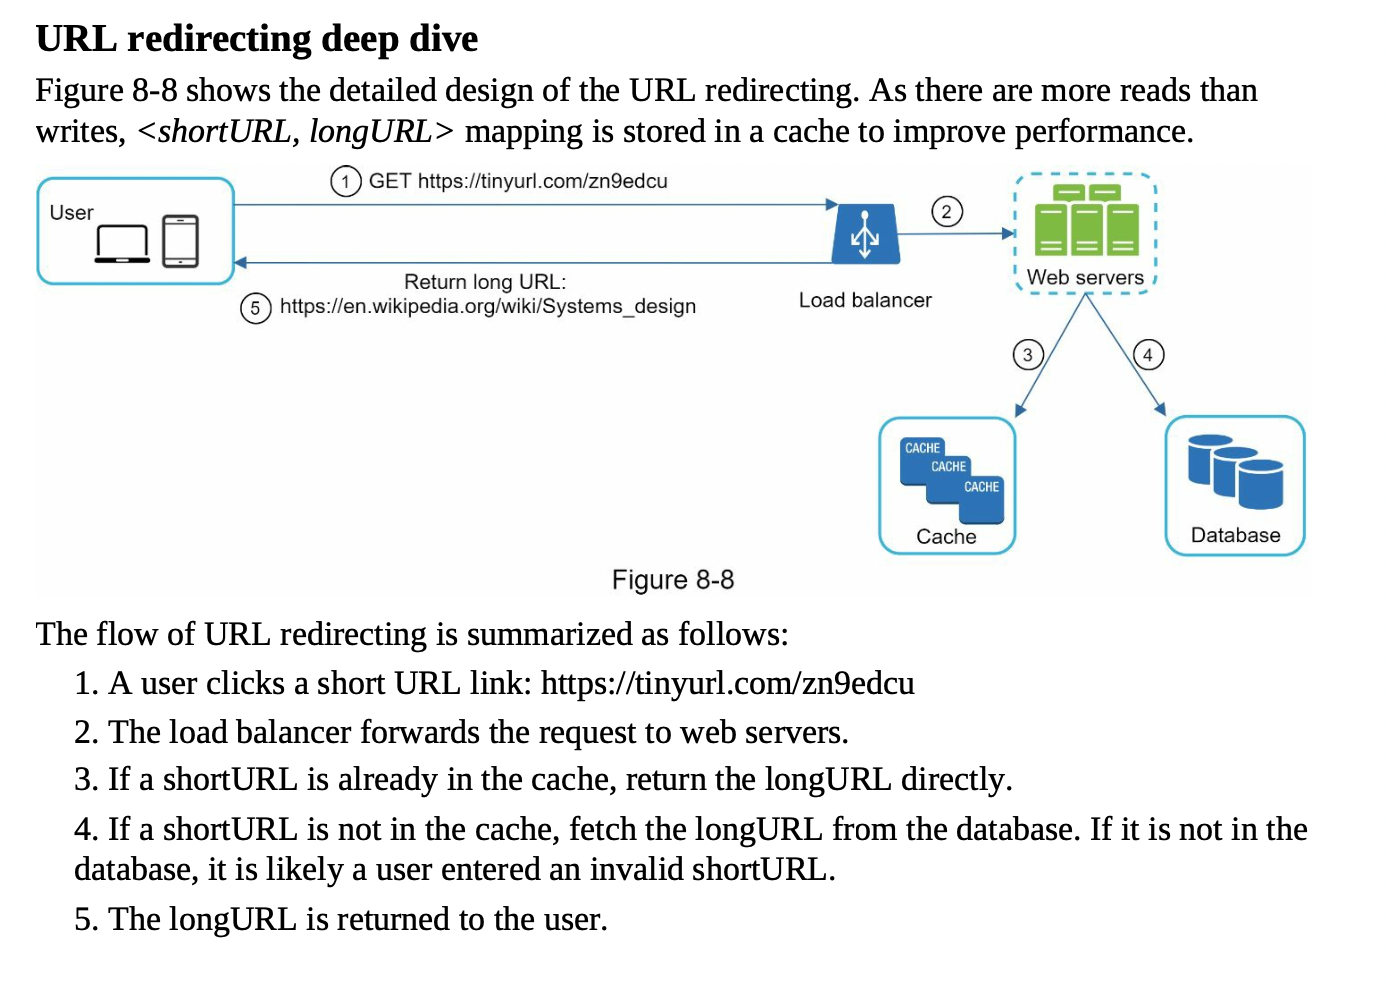 URL redirecting deep dive
Figure 8-8 shows the detailed design of the URL redirecting. As there are more reads than
writes, <shortURL, longURL> mapping is stored in a cache to improve performance.
1 GET https://tinyurl.com/zn9edcu
User
2
Web servers
Load balancer
Return long URL:
5 https://en.wikipedia.org/wiki/Systems_design
3
4
CACHE
CACHE
CACHE
Cache
Database
Figure 8-8
The flow of URL redirecting is summarized as follows:
1. A user clicks a short URL link: https://tinyurl.com/zn9edcu
2. The load balancer forwards the request to web servers.
3. If a shortURL is already in the cache, return the longURL directly.
4. If a shortURL is not in the cache, fetch the longURL from the database. If it is not in the
database, it is likely a user entered an invalid shortURL.
5. The longURL is returned to the user.